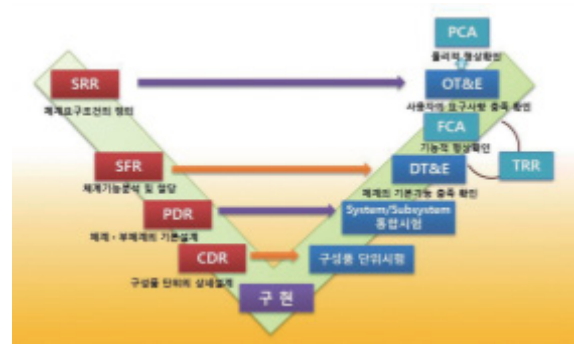 PCA
물리적 형상확인
SRR
체계요구조건의 정의
OT&E
사용자의 요구사항 충족 확인
FCA
기능적 형상확인
TRR
SFR
체계기능분석 및 할당
DT&E
체계의 기본기능 충족 확인
PDR
체계·부체계의 기본설계
System/Subsystem
통합시험
CDR
구성품 단위의 상세설계
구성품 단위시험
구 현